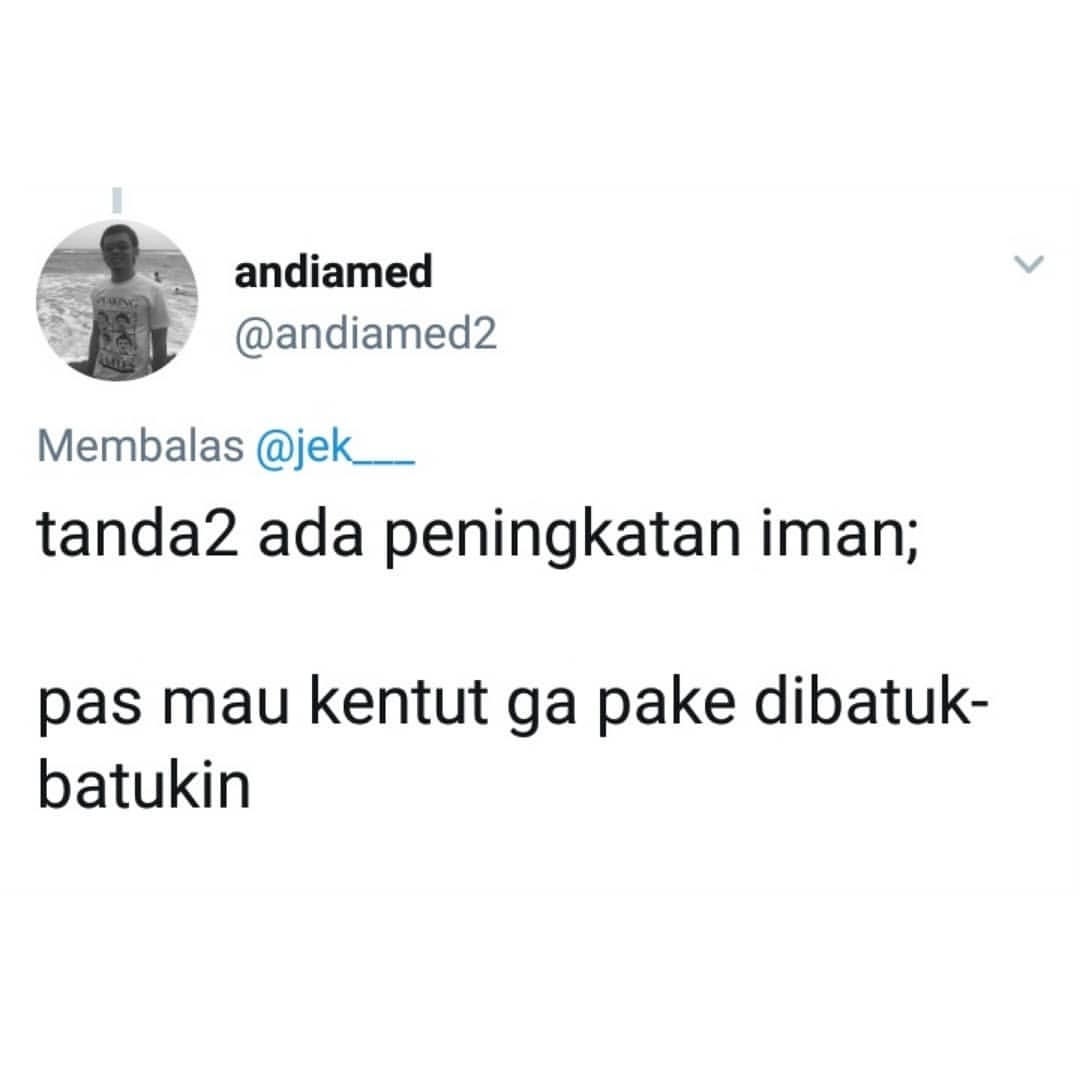 andiamed
@andiamed2
Membalas @jek___
tanda2 ada peningkatan iman;
pas mau kentut ga pake dibatuk-
batukin